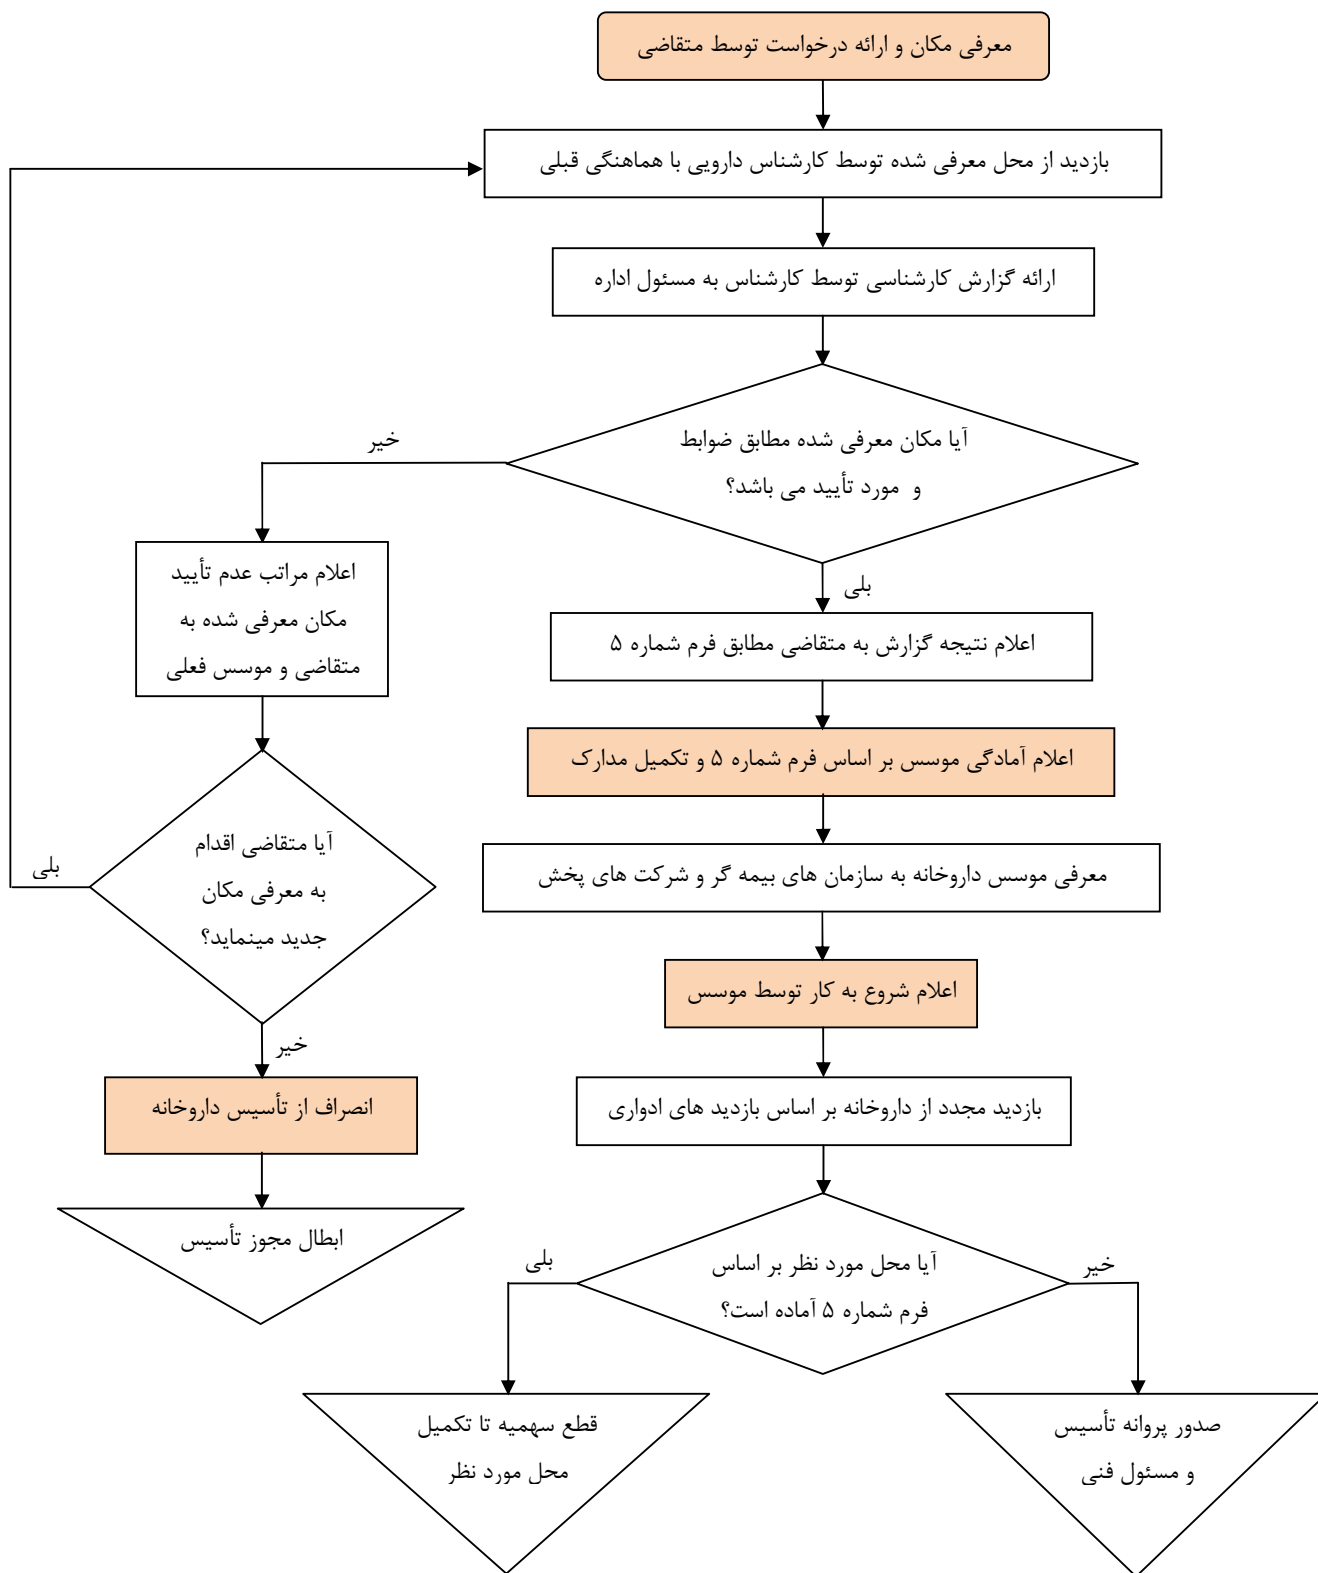 معرفی مکان و ارائه درخواست توسط متقاضی
بازدید از محل معرفی شده توسط کارشناس دارویی با هماهنگی قبلی
ارائه گزارش کارشناسی توسط کارشناس به مسئول اداره
آیا مکان معرفی شده مطابق ضوابط
و مورد تأیید می باشد؟
خیر
بلی
اعلام مراتب عدم تأیید
مکان معرفی شده به
متقاضی و موسس فعلی
اعلام نتیجه گزارش به متقاضی مطابق فرم شماره ۵
اعلام آمادگی موسس بر اساس فرم شماره ۵ و تکمیل مدارک
معرفی موسس داروخانه به سازمان های بیمه گر و شرکت های پخش
آیا متقاضی اقدام
به معرفی مکان
جدید مینماید؟
بلی
خیر
اعلام شروع به کار توسط موسس
بازدید مجدد از داروخانه بر اساس بازدید های ادواری
انصراف از تأسیس داروخانه
ابطال مجوز تأسیس
آیا محل مورد نظر بر اساس
فرم شماره ۵ آماده است؟
خیر
بلی
صدور پروانه تأسیس
و مسئول فنی
قطع سهمیه تا تکمیل
محل مورد نظر